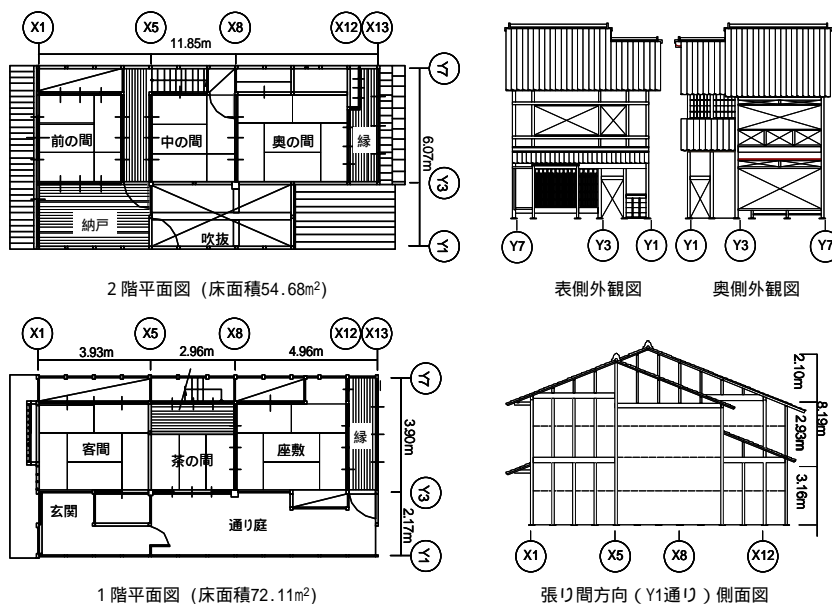 X1 X5 X8 X12 X13
11.85m
Y7
6.07m
Y3
Y1
前の間 中の間 奥の間 縁
納戸
吹抜
2階平面図 (床面積54.68m²)
Y7 Y3 Y1
表側外観図
Y1 Y3 Y7
奥側外観図
X1 X5 X8 X12 X13
3.93m 2.96m 4.96m
Y7
3.90m
Y3
2.17m
Y1
客間 茶の間 座敷 縁
玄関 通り庭
1階平面図 (床面積72.11m²)
2.10m
8.19m
2.93m
3.16m
X1 X5 X8 X12
張り間方向(Y1通り)側面図